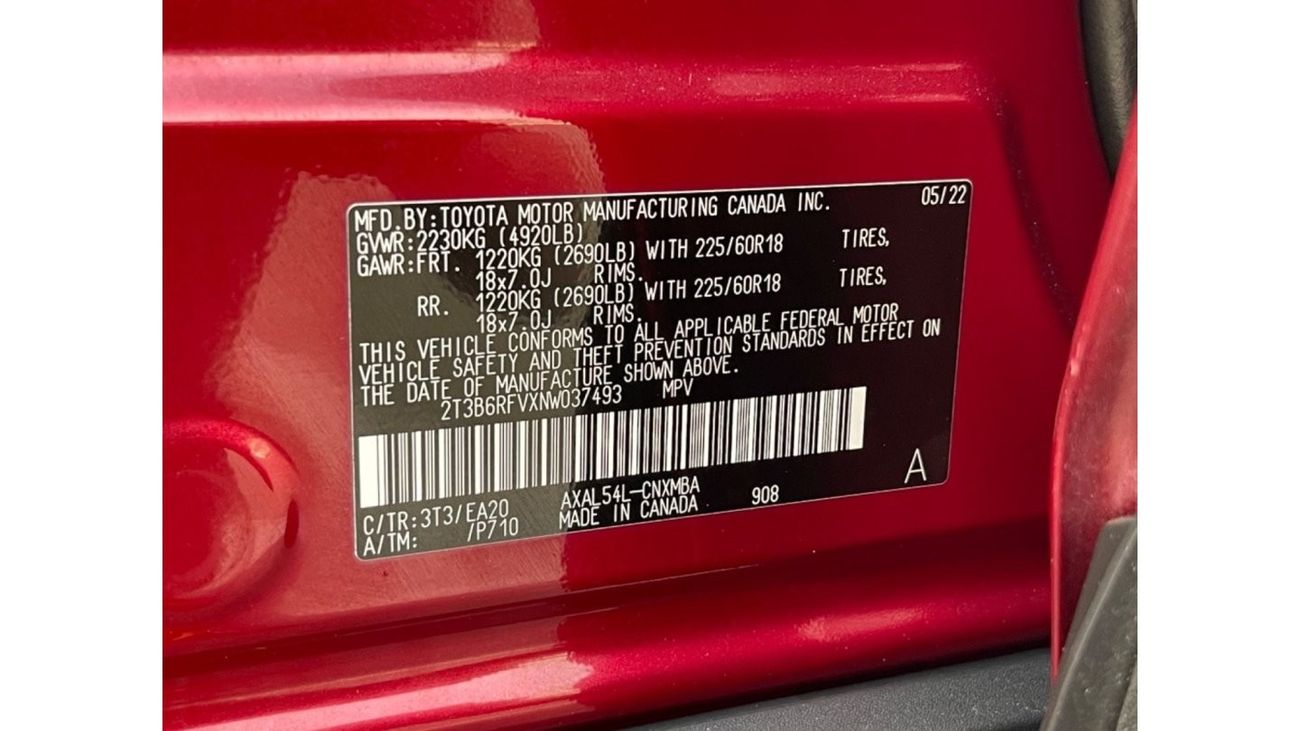 MFD.BY:TOYOTA MOTOR MANUFACTURING CANADA INC. 05/22
GVWR:2230KG (4920LB)
GAWR:FRT. 1220KG (2690LB) WITH 225/60R18 TIRES,
18x7.0J RIMS.
RR. 1220KG (2690LB) WITH 225/60R18 TIRES,
18x7.0J RIMS.
THIS VEHICLE CONFORMS TO ALL APPLICABLE FEDERAL MOTOR
VEHICLE SAFETY AND THEFT PREVENTION STANDARDS IN EFFECT ON
THE DATE OF MANUFACTURE SHOWN ABOVE.
2T3B6RFVXNW037493 MPV
C/TR:3T3/EA20 AXAL54L-CNXMBA 908 A
A/TM: /P710 MADE IN CANADA